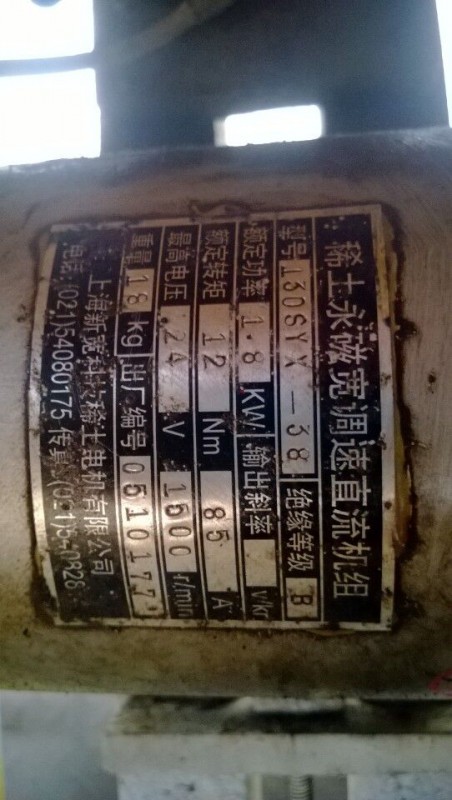 稀土永磁宽调速直流机组
型号 130SYX—38 绝缘等级 B
额定功率 1.8 KW 输出斜率 v/kr
额定转矩 12 Nm 85 A
最高电压 24 V 1500 r/min
重量 18 kg 出厂编号 0510177
上海新宽科技稀土电机有限公司
电话:(021)54080175 传真:(021)5